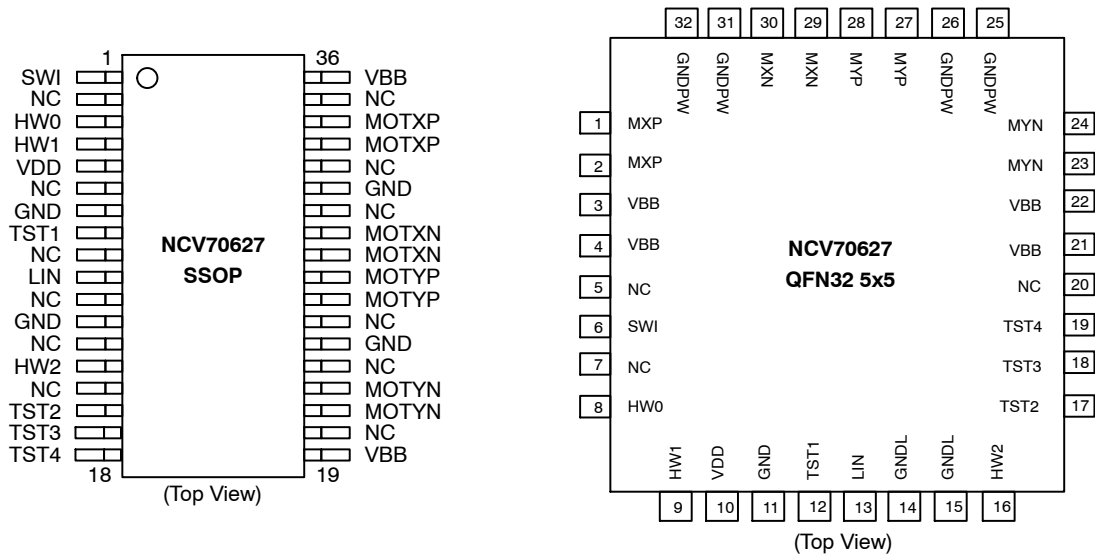 1 36
SWI VBB
NC NC
HW0 MOTXP
HW1 MOTXP
VDD NC
NC GND
GND NC
TST1 MOTXN
NC MOTXN
LIN MOTYP
NC MOTYP
GND NC
NC GND
HW2 NC
NC MOTYN
TST2 MOTYN
TST3 NC
TST4 VBB
18 19
NCV70627
SSOP
(Top View)
32 31 30 29 28 27 26 25
GNDPW GNDPW MXN MXN MYP MYP GNDPW GNDPW
1 MXP MYN 24
2 MXP MYN 23
3 VBB VBB 22
4 VBB VBB 21
5 NC NC 20
6 SWI TST4 19
7 NC TST3 18
8 HW0 TST2 17
NCV70627
QFN32 5x5
HW1 VDD GND TST1 LIN GNDL GNDL HW2
9 10 11 12 13 14 15 16
(Top View)